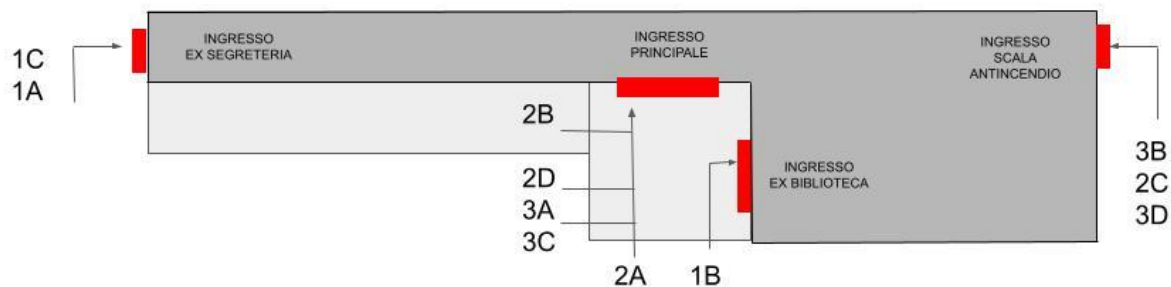 1C
1A
INGRESSO
EX SEGRETERIA
INGRESSO
PRINCIPALE
INGRESSO
SCALA
ANTINCENDIO
2B
2D
3A
3C
2A
1B
INGRESSO
EX BIBLIOTECA
3B
2C
3D